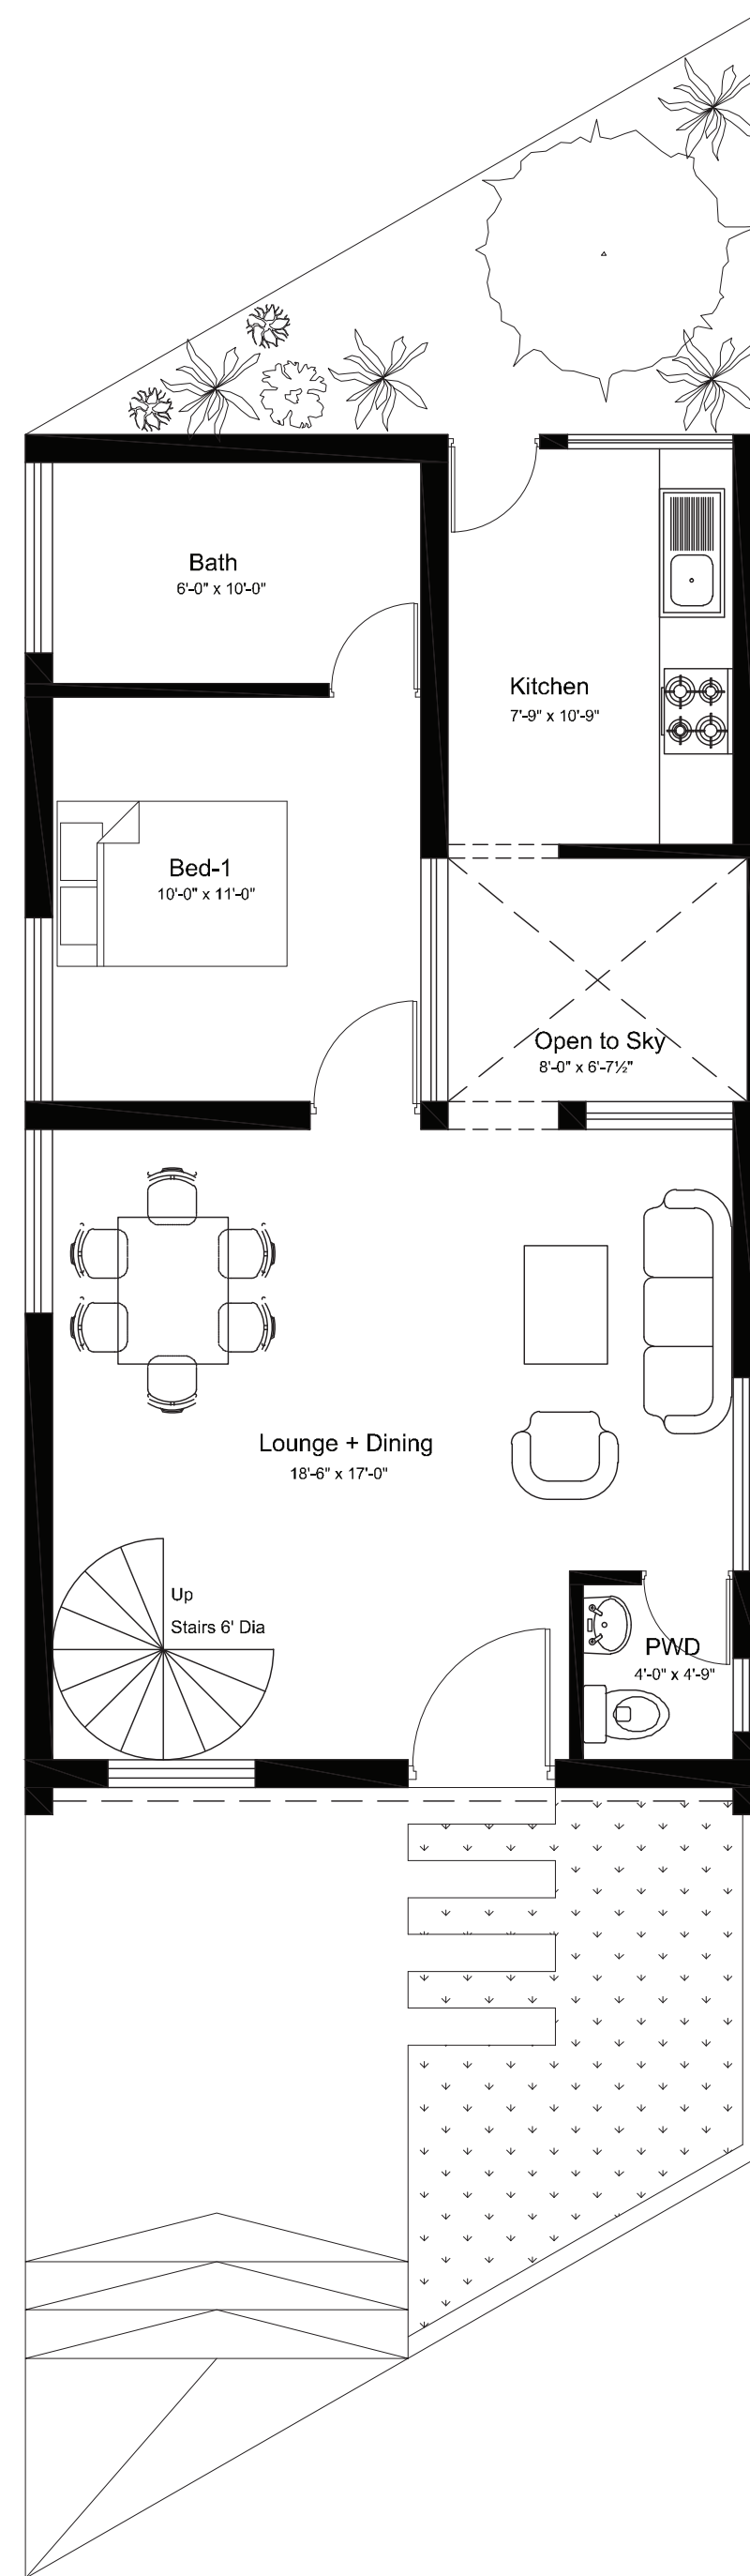 Bath
6'-0" x 10'-0"
Kitchen
7'-9" x 10'-9"
Bed-1
10'-0" x 11'-0"
Open to Sky
8'-0" x 6'-7½"
Lounge + Dining
18'-6" x 17'-0"
Up
Stairs 6' Dia
PWD
4'-0" x 4'-9"